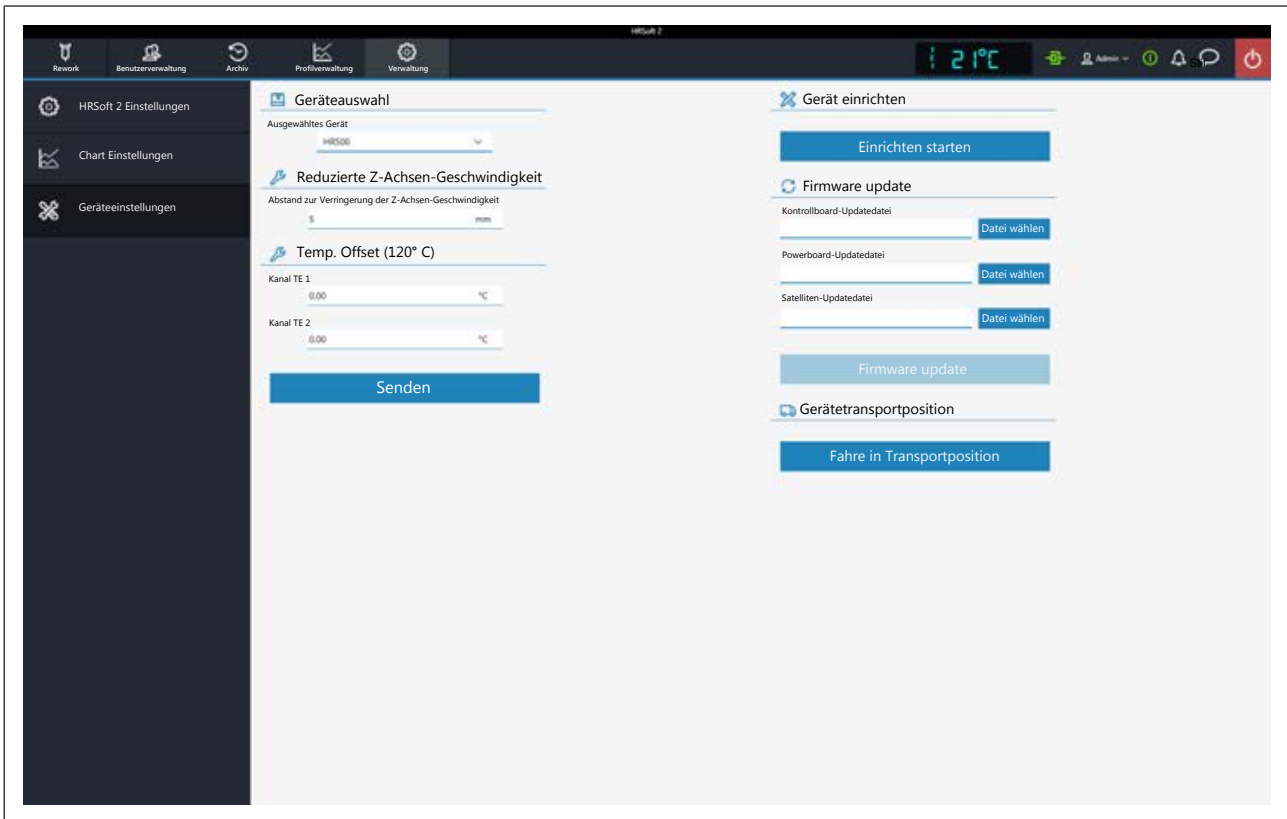 HRSoft 2
Rework
Benutzerverwaltung
Archiv
Profilverwaltung
Verwaltung
21°C
Admin
HRSoft 2 Einstellungen
Chart Einstellungen
Geräteeinstellungen
Geräteauswahl
Ausgewähltes Gerät
HR500
Reduzierte Z-Achsen-Geschwindigkeit
Abstand zur Verringerung der Z-Achsen-Geschwindigkeit
5 mm
Temp. Offset (120° C)
Kanal TE 1
0.00 °C
Kanal TE 2
0.00 °C
Senden
Gerät einrichten
Einrichten starten
Firmware update
Kontrollboard-Updatedatei
Datei wählen
Powerboard-Updatedatei
Datei wählen
Satelliten-Updatedatei
Datei wählen
Firmware update
Gerätetransportposition
Fahre in Transportposition